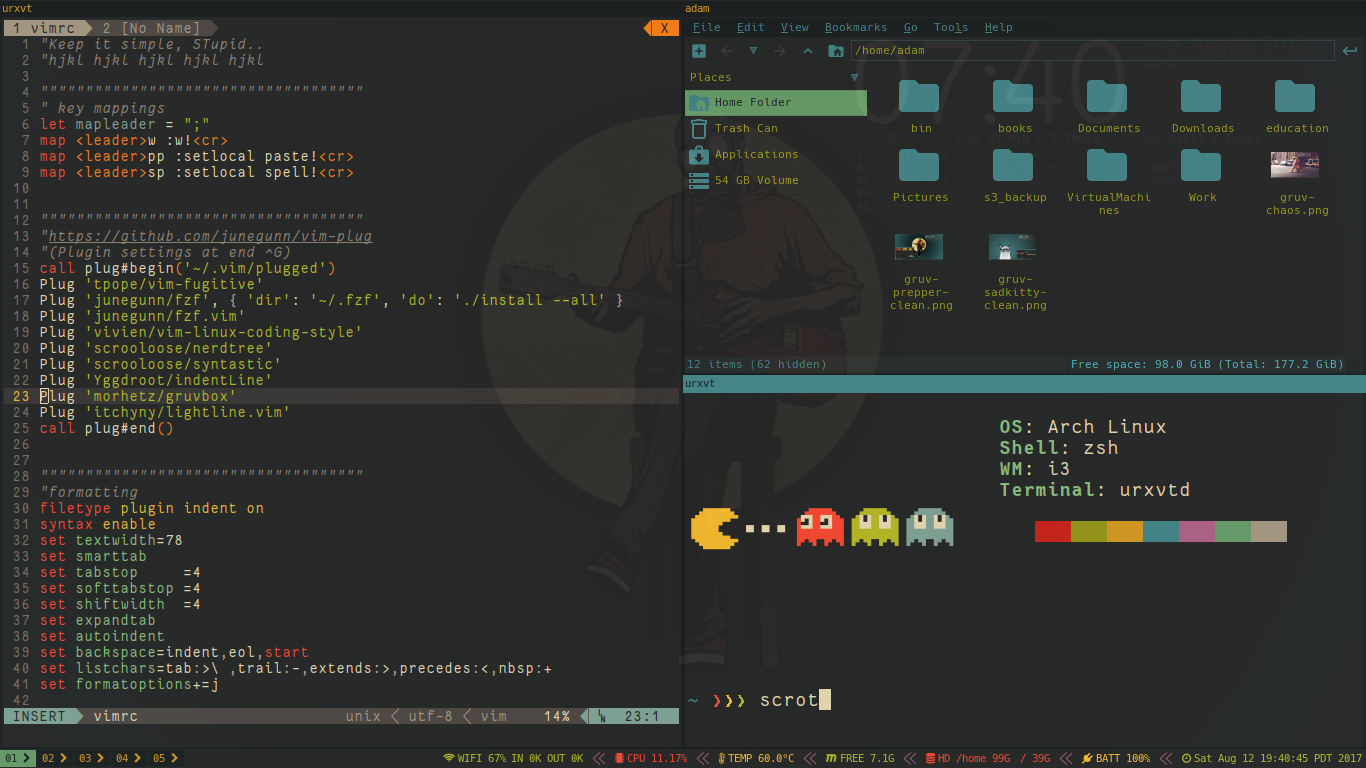 urxvt
1 vimrc 2 [No Name] X
1 "Keep it simple, STupid..
2 "hjkl hjkl hjkl hjkl hjkl
3
4 """"""""""""""""""""""""""""""""""""
5 " key mappings
6 let mapleader = ";"
7 map <leader>w :w!<cr>
8 map <leader>pp :setlocal paste!<cr>
9 map <leader>sp :setlocal spell!<cr>
10
11
12 """"""""""""""""""""""""""""""""""""
13 "https://github.com/junegunn/vim-plug
14 "(Plugin settings at end ^G)
15 call plug#begin('~/.vim/plugged')
16 Plug 'tpope/vim-fugitive'
17 Plug 'junegunn/fzf', { 'dir': '~/.fzf', 'do': './install --all' }
18 Plug 'junegunn/fzf.vim'
19 Plug 'vivien/vim-linux-coding-style'
20 Plug 'scrooloose/nerdtree'
21 Plug 'scrooloose/syntastic'
22 Plug 'Yggdroot/indentLine'
23 Plug 'morhetz/gruvbox'
24 Plug 'itchyny/lightline.vim'
25 call plug#end()
26
27
28 """"""""""""""""""""""""""""""""""""
29 "formatting
30 filetype plugin indent on
31 syntax enable
32 set textwidth=78
33 set smarttab
34 set tabstop     =4
35 set softtabstop =4
36 set shiftwidth  =4
37 set expandtab
38 set autoindent
39 set backspace=indent,eol,start
40 set listchars=tab:>\ ,trail:-,extends:>,precedes:<,nbsp:+
41 set formatoptions+=j
42
INSERT vimrc unix utf-8 vim 14% 23:1
adam
File Edit View Bookmarks Go Tools Help
/home/adam
07:40
Places
Home Folder
Trash Can
Applications
54 GB Volume
bin books Documents Downloads education
Pictures s3_backup VirtualMachi
nes Work gruv-
chaos.png
gruv-
prepper-
clean.png
gruv-
sadkitty-
clean.png
12 items (62 hidden) Free space: 98.0 GiB (Total: 177.2 GiB)
urxvt
OS: Arch Linux
Shell: zsh
WM: i3
Terminal: urxvtd
~ ❯❯❯ scrot
01 02 03 04 05 WIFI 67% IN 0K OUT 0K CPU 11.17% TEMP 60.0°C FREE 7.1G HD /home 99G / 39G BATT 100% Sat Aug 12 19:40:45 PDT 2017